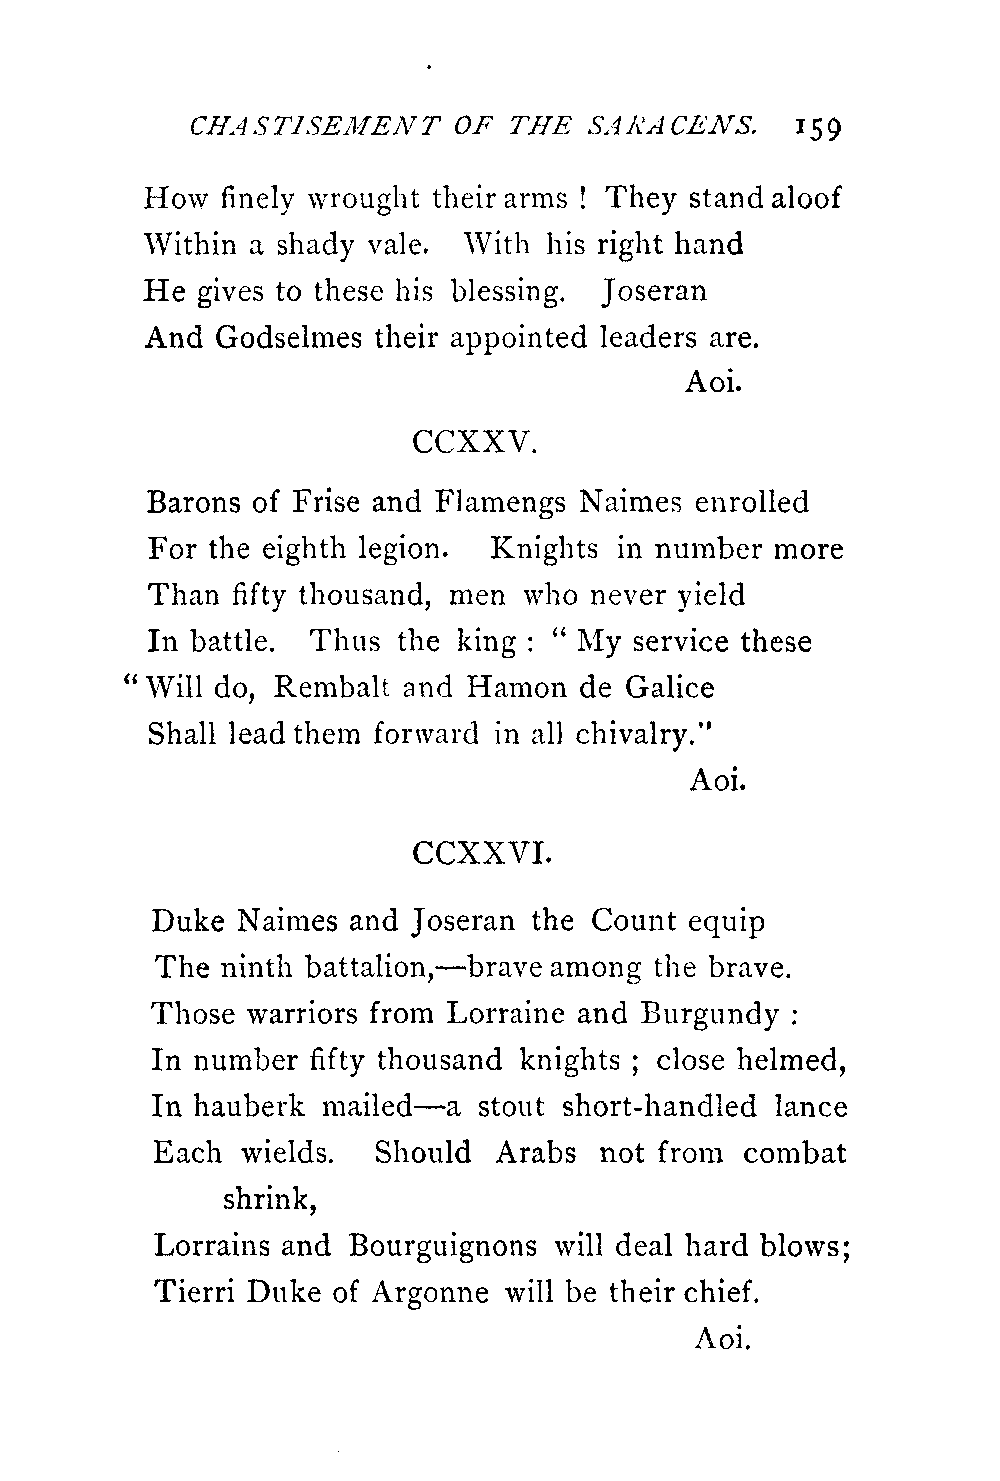 CHASTISEMENT OF THE SARACENS. 159
How finely wrought their arms ! They stand aloof
Within a shady vale. With his right hand
He gives to these his blessing. Joseran
And Godselmes their appointed leaders are.
Aoi.
CCXXV.
Barons of Frise and Flamengs Naimes enrolled
For the eighth legion. Knights in number more
Than fifty thousand, men who never yield
In battle. Thus the king : “ My service these
“ Will do, Rembalt and Hamon de Galice
Shall lead them forward in all chivalry."
Aoi.
CCXXVI.
Duke Naimes and Joseran the Count equip
The ninth battalion,—brave among the brave.
Those warriors from Lorraine and Burgundy :
In number fifty thousand knights ; close helmed,
In hauberk mailed—a stout short-handled lance
Each wields. Should Arabs not from combat
shrink,
Lorrains and Bourguignons will deal hard blows;
Tierri Duke of Argonne will be their chief.
Aoi.